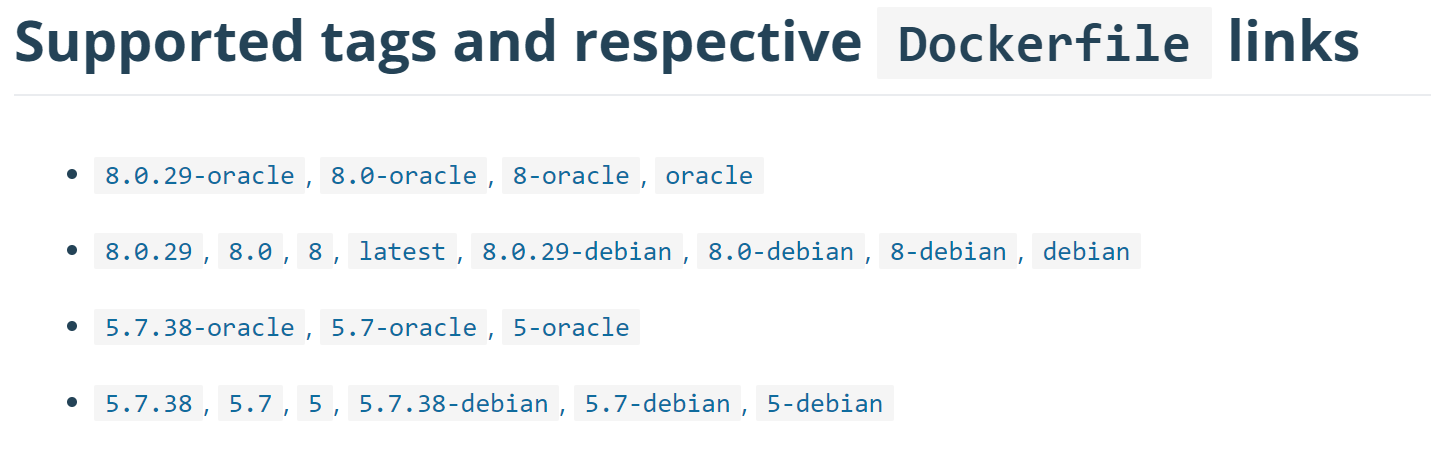 Supported tags and respective Dockerfile links
• 8.0.29-oracle, 8.0-oracle, 8-oracle, oracle
• 8.0.29, 8.0, 8, latest, 8.0.29-debian, 8.0-debian, 8-debian, debian
• 5.7.38-oracle, 5.7-oracle, 5-oracle
• 5.7.38, 5.7, 5, 5.7.38-debian, 5.7-debian, 5-debian